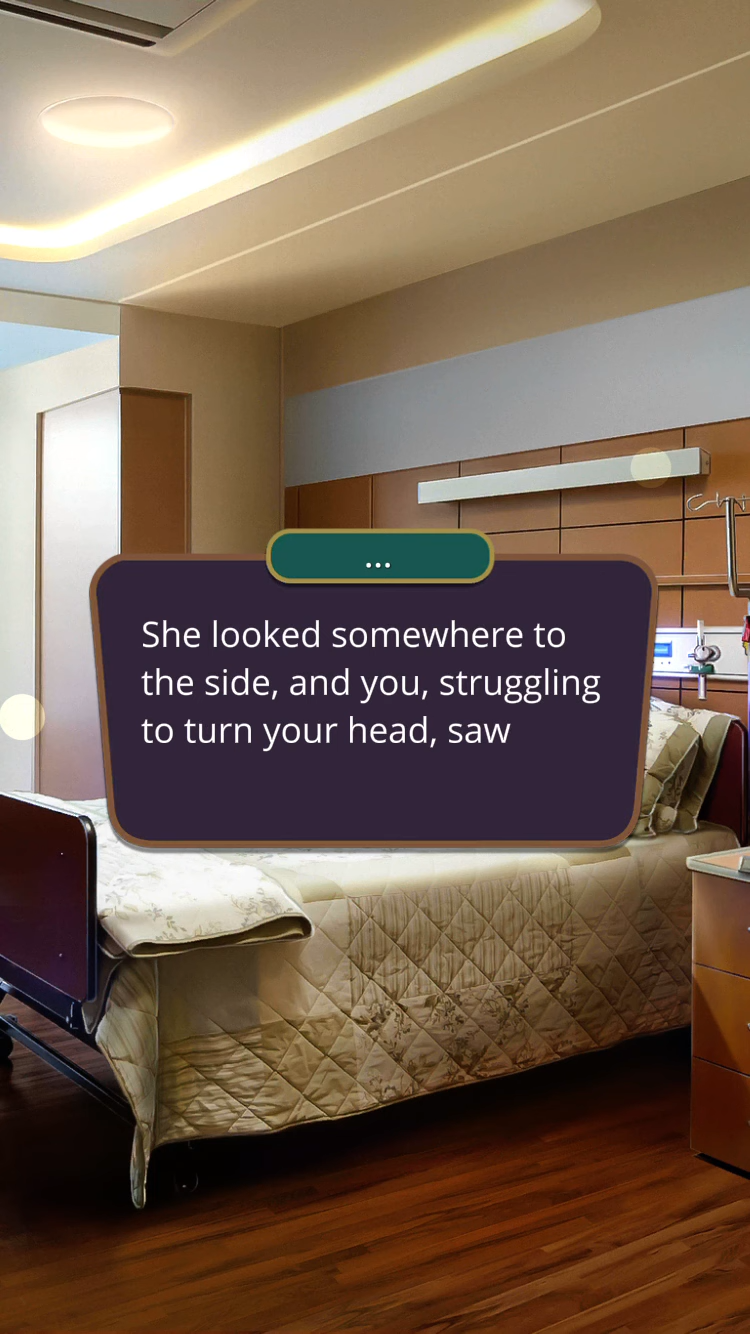 ...
She looked somewhere to
the side, and you, struggling
to turn your head, saw